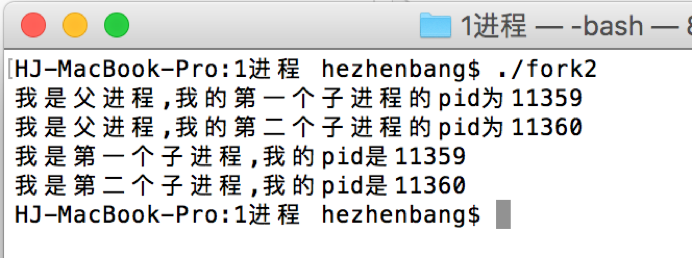 1进程 — -bash — 8
HJ-MacBook-Pro:1进程 hezhenbang$ ./fork2
我是父进程,我的第一个子进程的pid为11359
我是父进程,我的第二个子进程的pid为11360
我是第一个子进程,我的pid是11359
我是第二个子进程,我的pid是11360
HJ-MacBook-Pro:1进程 hezhenbang$